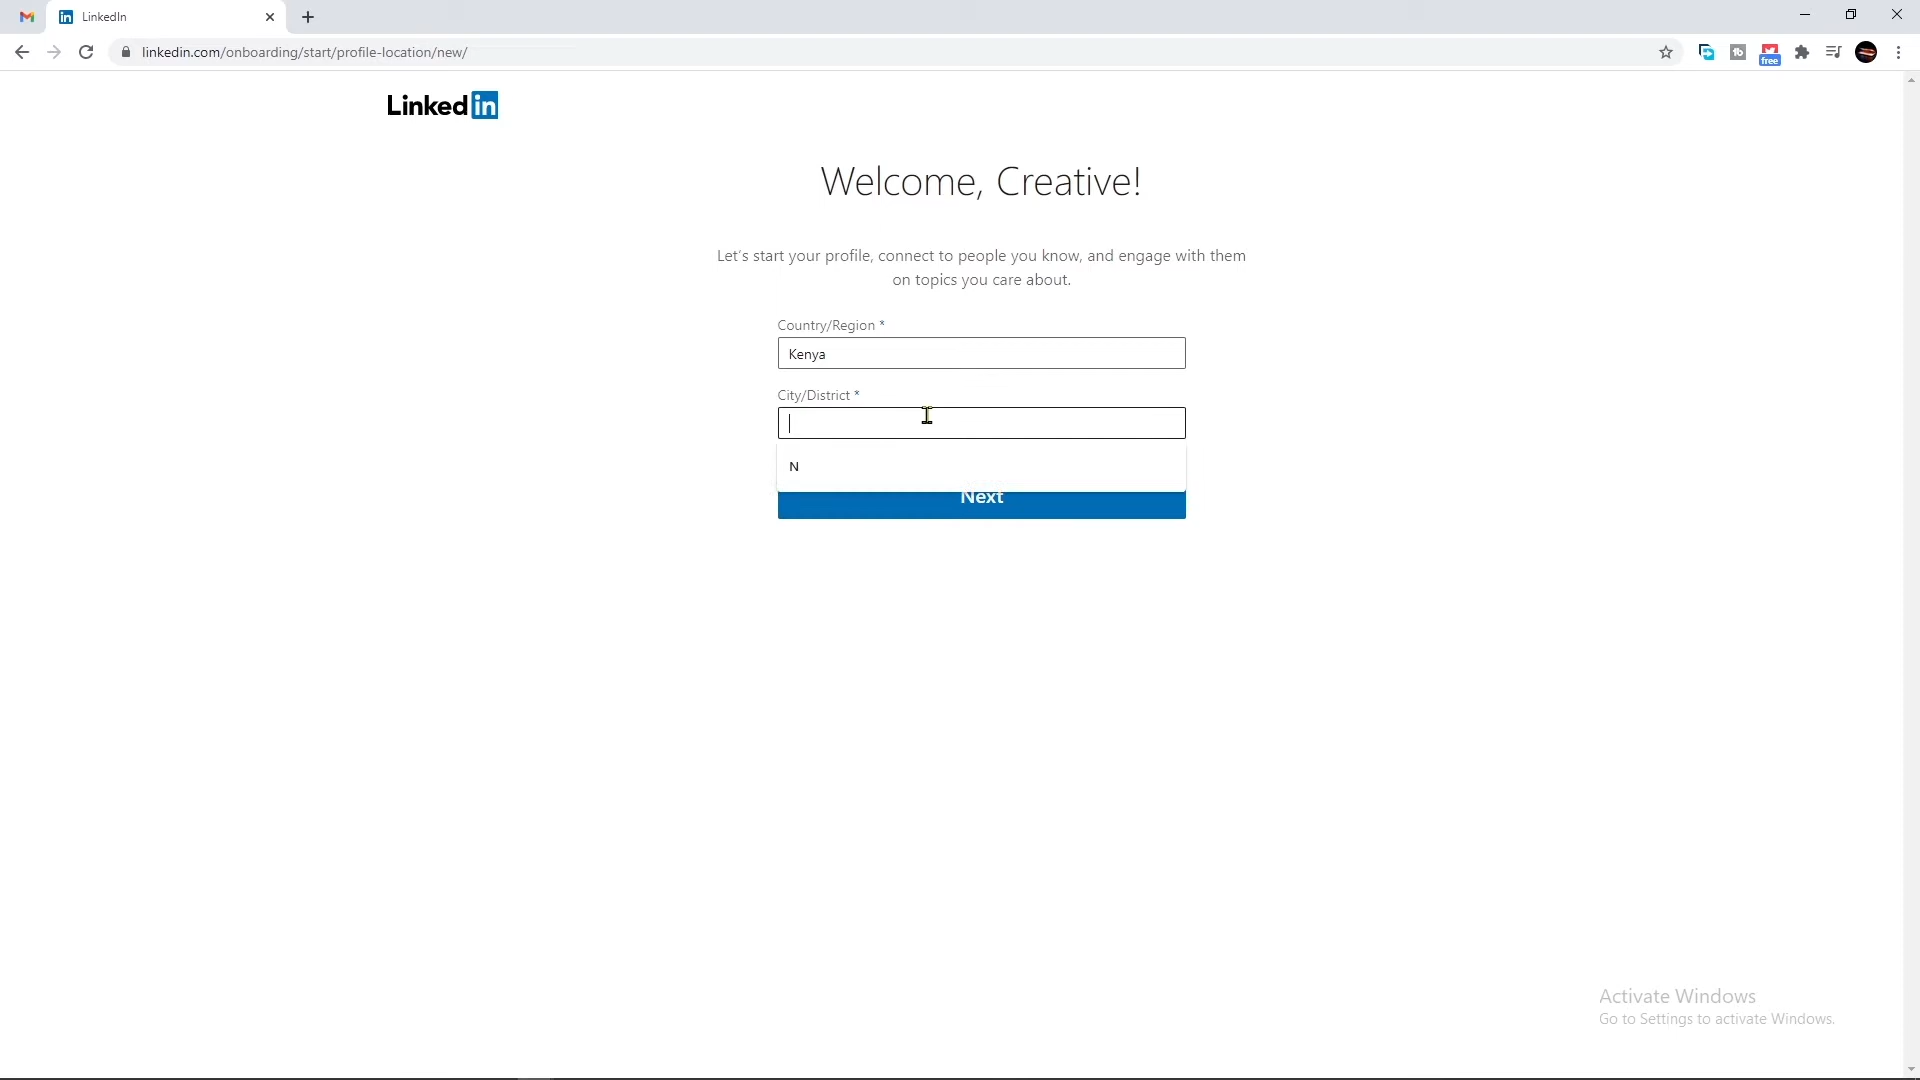 LinkedIn
linkedin.com/onboarding/start/profile-location/new/
free
Linked in
Welcome, Creative!
Let's start your profile, connect to people you know, and engage with them
on topics you care about.
Country/Region *
Kenya
City/District *
N
Next
Activate Windows
Go to Settings to activate Windows.